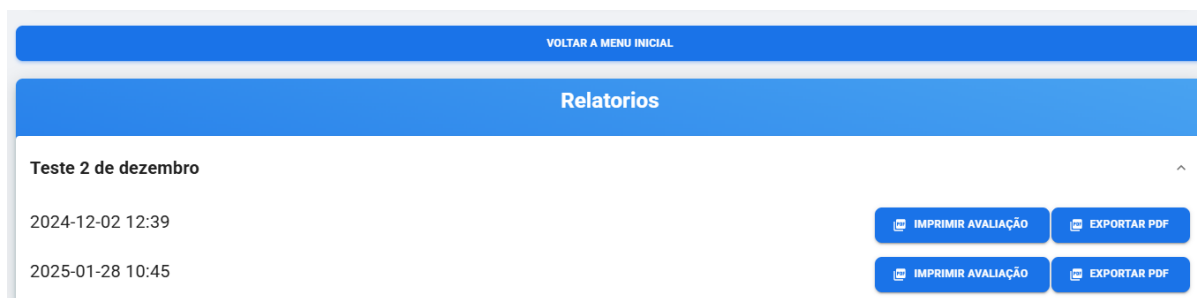 VOLTAR A MENU INICIAL
Relatorios
Teste 2 de dezembro
2024-12-02 12:39 IMPRIMIR AVALIAÇÃO EXPORTAR PDF
2025-01-28 10:45 IMPRIMIR AVALIAÇÃO EXPORTAR PDF